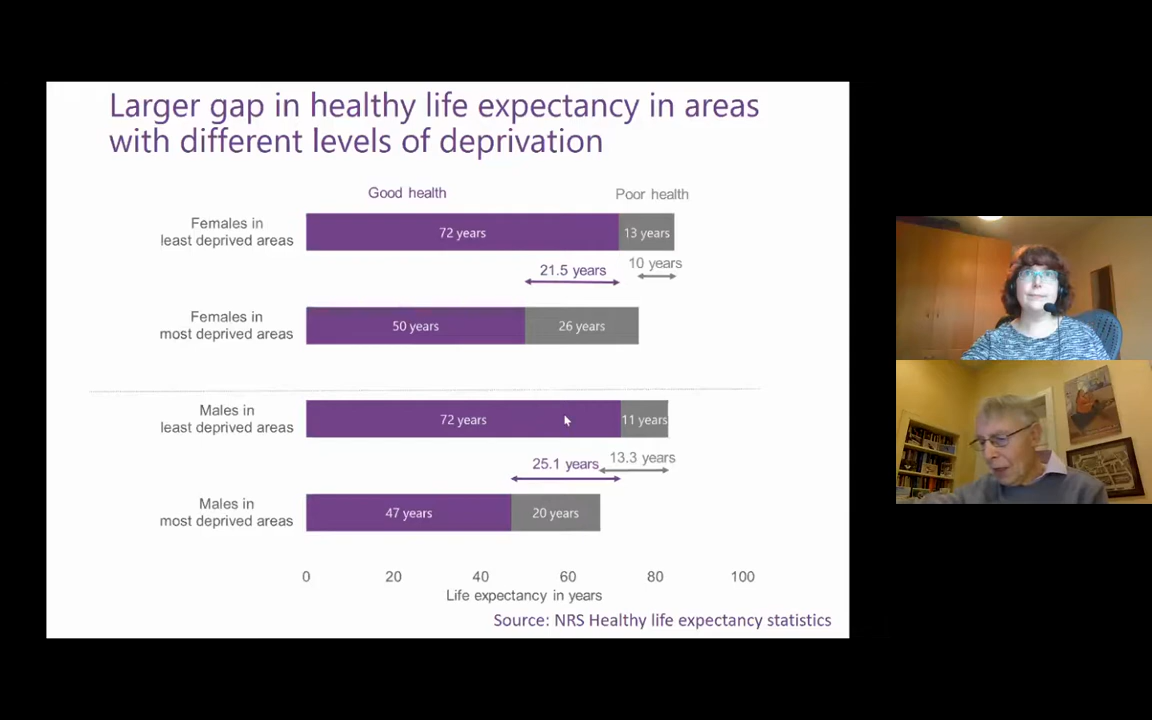 Larger gap in healthy life expectancy in areas
with different levels of deprivation
Good health
Poor health
Females in
least deprived areas
72 years
13 years
21.5 years
10 years
Females in
most deprived areas
50 years
26 years
Males in
least deprived areas
72 years
11 years
25.1 years
13.3 years
Males in
most deprived areas
47 years
20 years
0 20 40 60 80 100
Life expectancy in years
Source: NRS Healthy life expectancy statistics